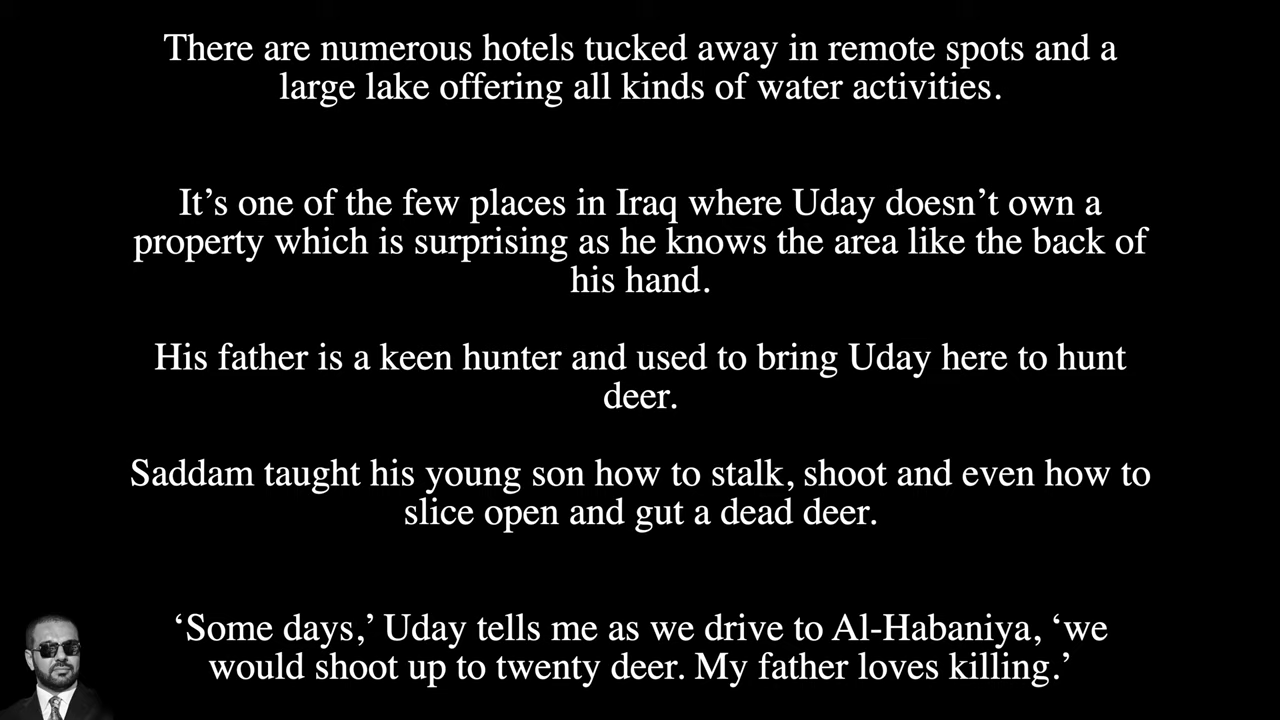 There are numerous hotels tucked away in remote spots and a
large lake offering all kinds of water activities.
It’s one of the few places in Iraq where Uday doesn’t own a
property which is surprising as he knows the area like the back of
his hand.
His father is a keen hunter and used to bring Uday here to hunt
deer.
Saddam taught his young son how to stalk, shoot and even how to
slice open and gut a dead deer.
‘Some days,’ Uday tells me as we drive to Al-Habaniya, ‘we
would shoot up to twenty deer. My father loves killing.’